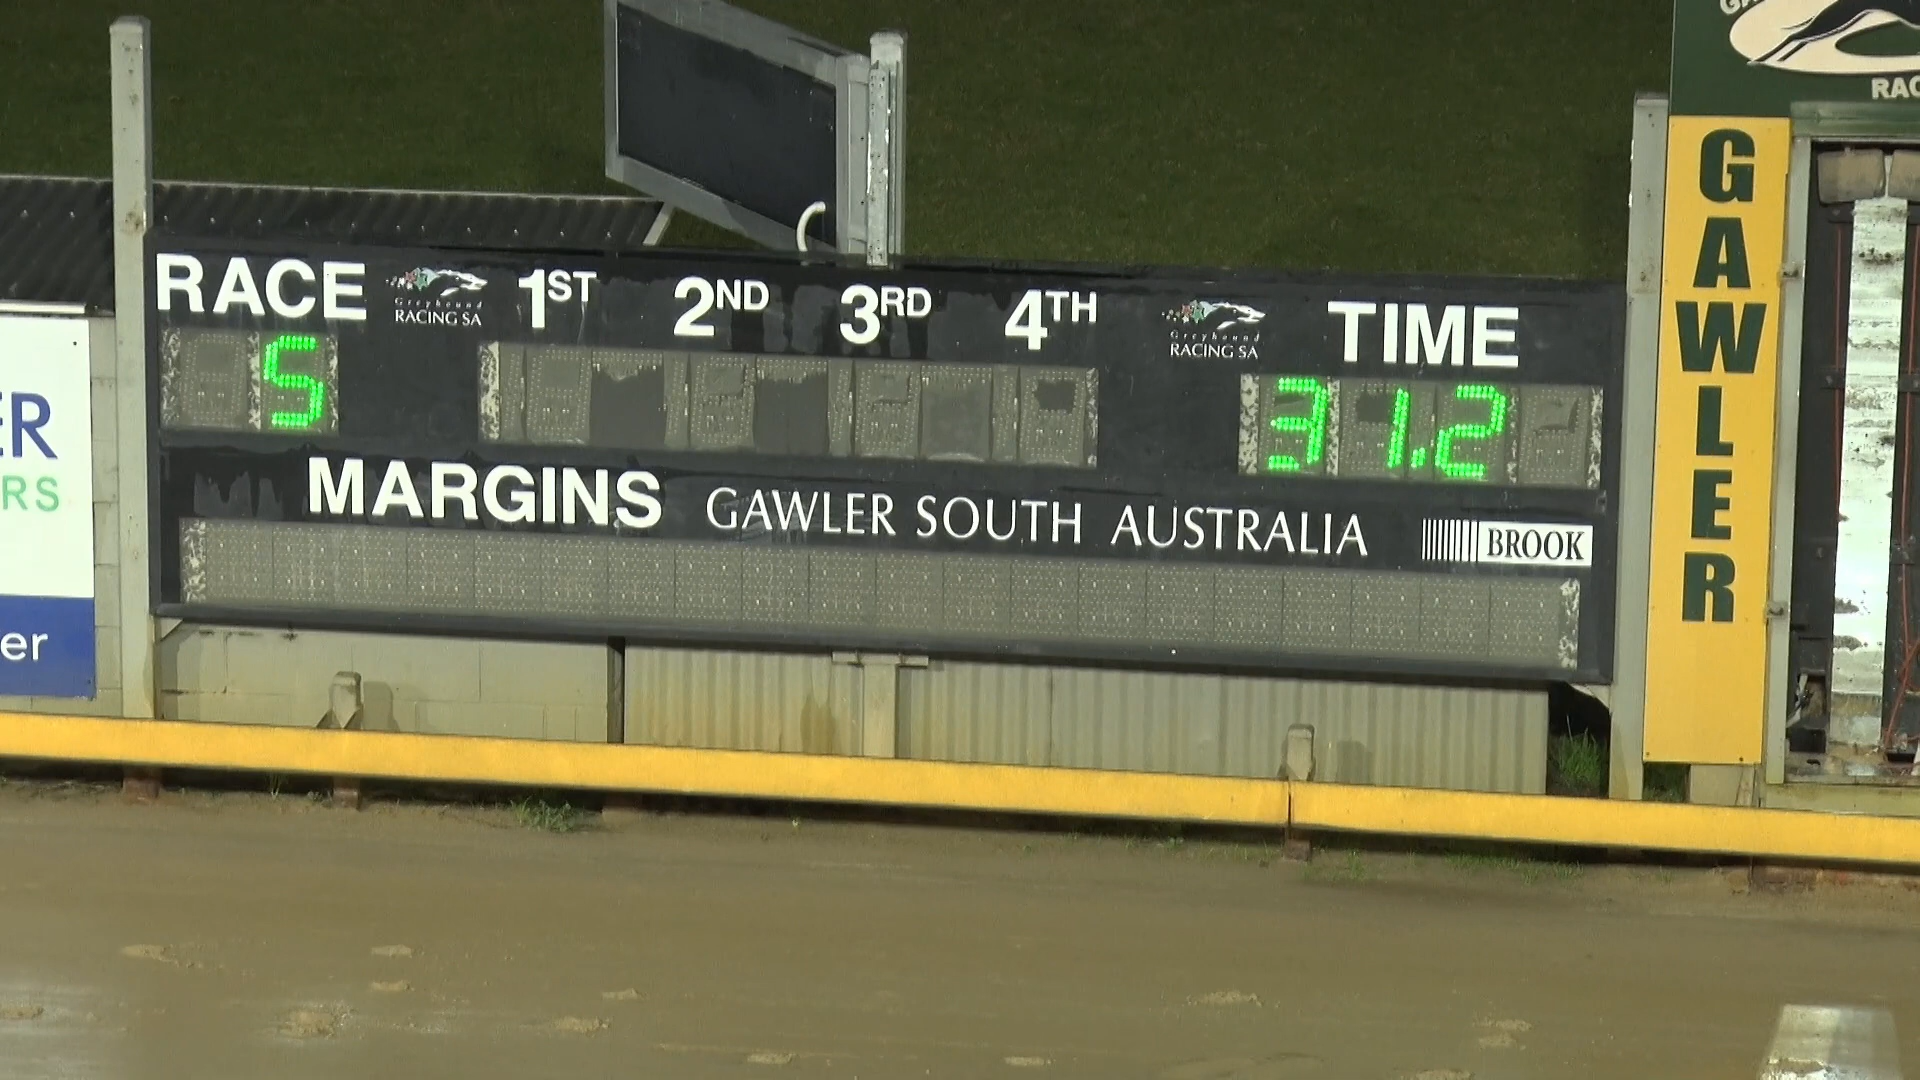 RACE
Greyhound
RACING SA
1ST
2ND
3RD
4TH
Greyhound
RACING SA
TIME
5
31.2
MARGINS
GAWLER SOUTH AUSTRALIA
BROOK
GAWLER
ER
RS
er